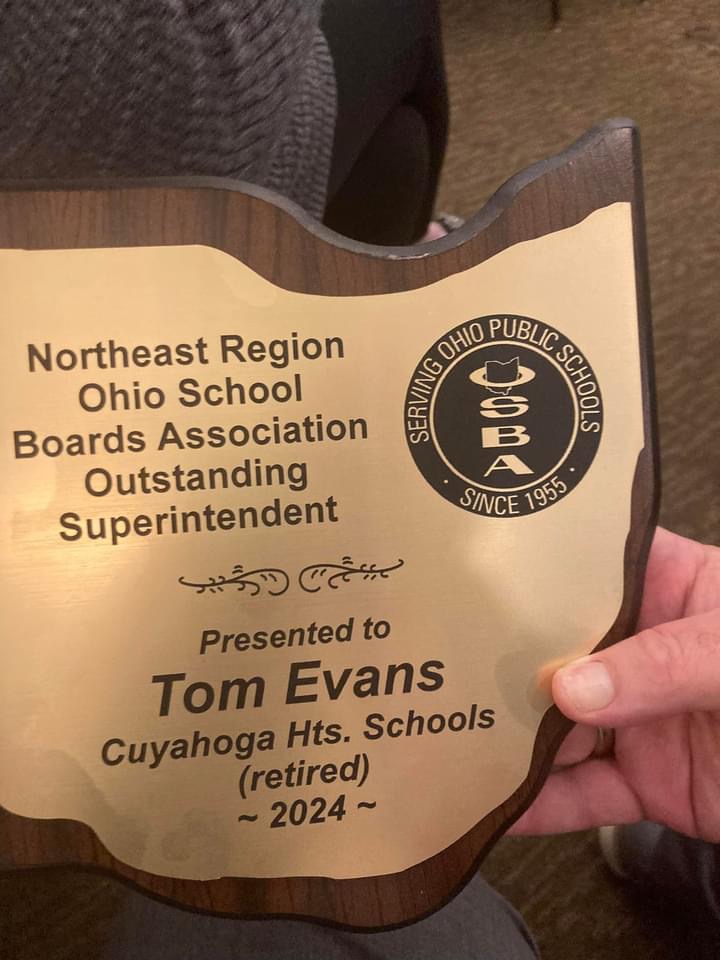 Northeast Region
Ohio School
Boards Association
Outstanding
Superintendent
SERVING OHIO PUBLIC SCHOOLS
OSBA
· SINCE 1955 ·
Presented to
Tom Evans
Cuyahoga Hts. Schools
(retired)
~ 2024 ~